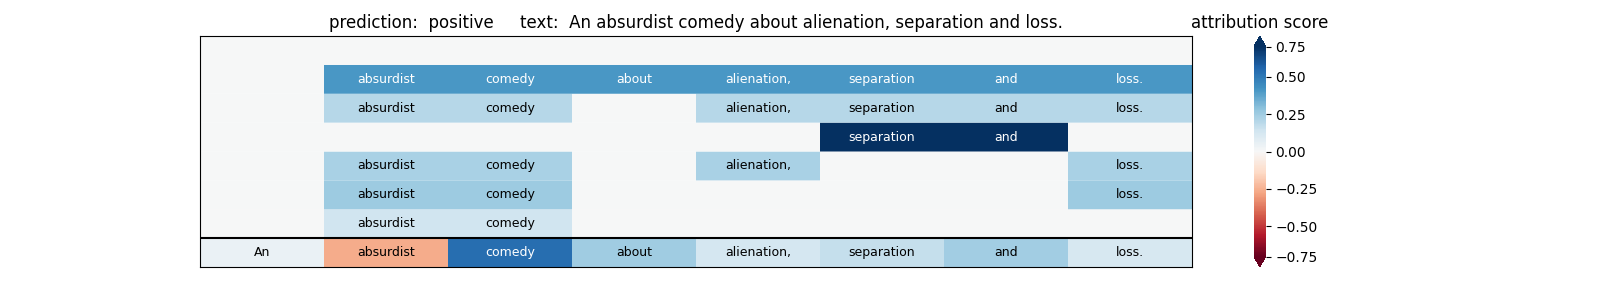 prediction:  positive     text:  An absurdist comedy about alienation, separation and loss.
attribution score
absurdist comedy about alienation, separation and loss.
absurdist comedy alienation, separation and loss.
separation and
absurdist comedy alienation, loss.
absurdist comedy loss.
absurdist comedy
An absurdist comedy about alienation, separation and loss.
0.75
0.50
0.25
0.00
−0.25
−0.50
−0.75